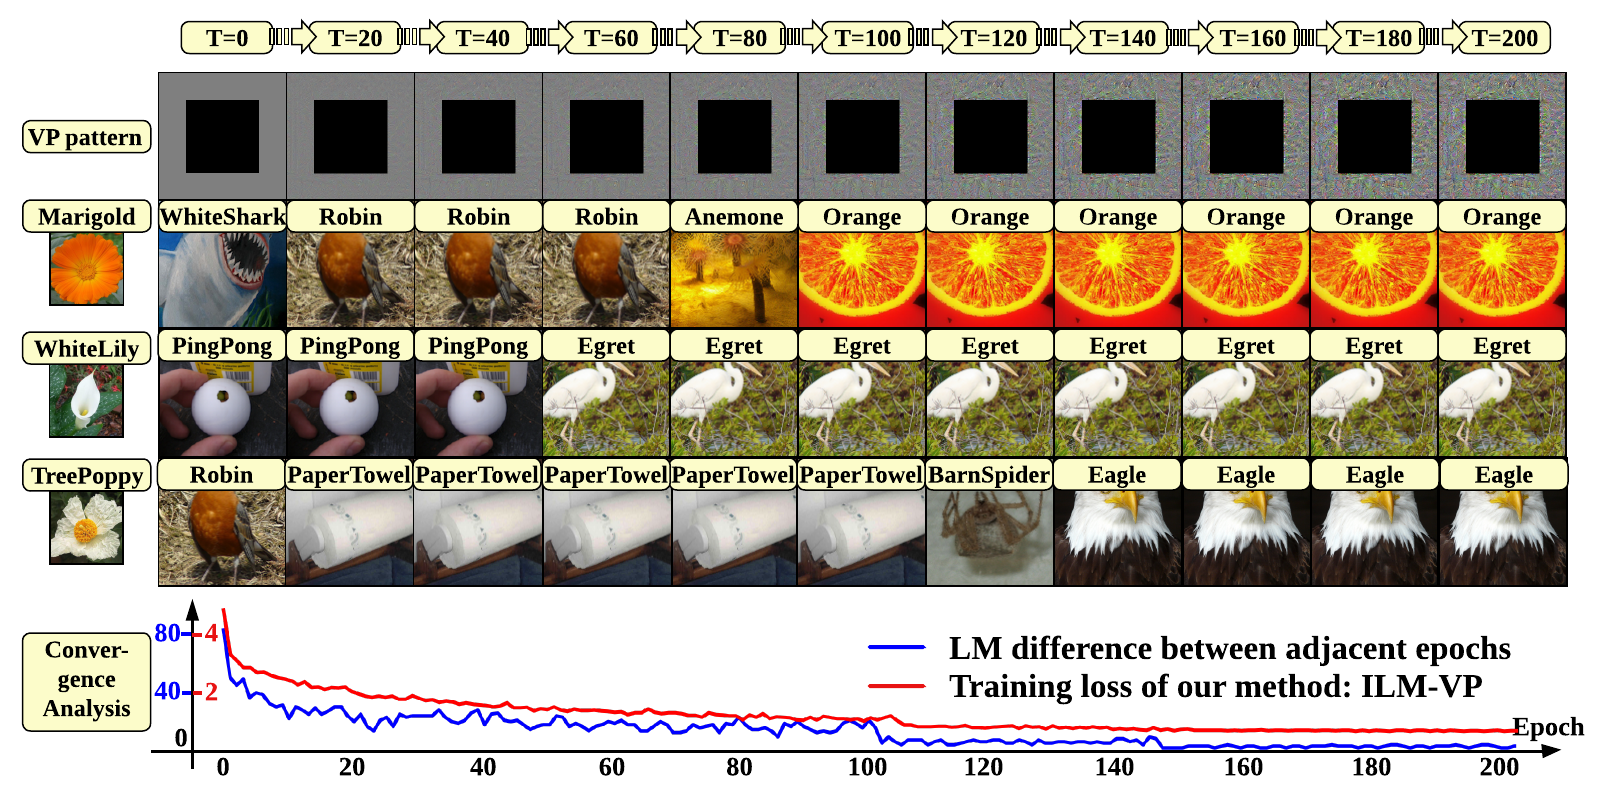 T=0 T=20 T=40 T=60 T=80 T=100 T=120 T=140 T=160 T=180 T=200
VP pattern
Marigold WhiteShark Robin Robin Robin Anemone Orange Orange Orange Orange Orange Orange
WhiteLily PingPong PingPong PingPong Egret Egret Egret Egret Egret Egret Egret Egret
TreePoppy Robin PaperTowel PaperTowel PaperTowel PaperTowel PaperTowel BarnSpider Eagle Eagle Eagle Eagle
Conver-
gence
Analysis
80 4
40 2
0
LM difference between adjacent epochs
Training loss of our method: ILM-VP
Epoch
0 20 40 60 80 100 120 140 160 180 200